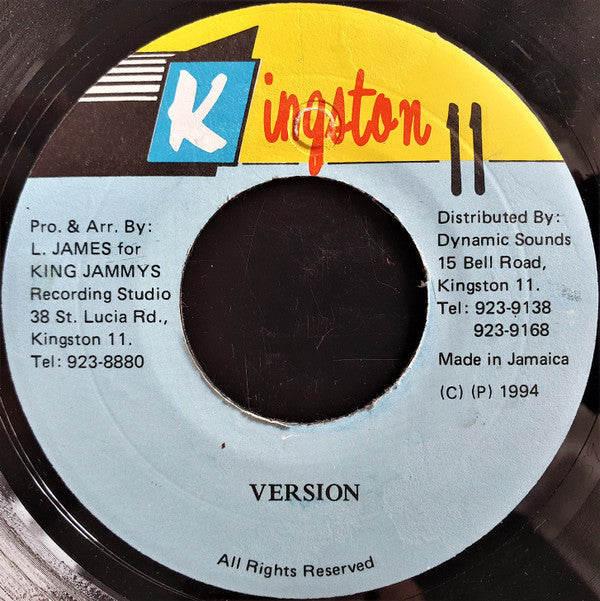 Kingston 11
Pro. & Arr. By:
L. JAMES for
KING JAMMYS
Recording Studio
38 St. Lucia Rd.,
Kingston 11.
Tel: 923-8880
Distributed By:
Dynamic Sounds
15 Bell Road,
Kingston 11.
Tel: 923-9138
923-9168
Made in Jamaica
(C) (P) 1994
VERSION
All Rights Reserved